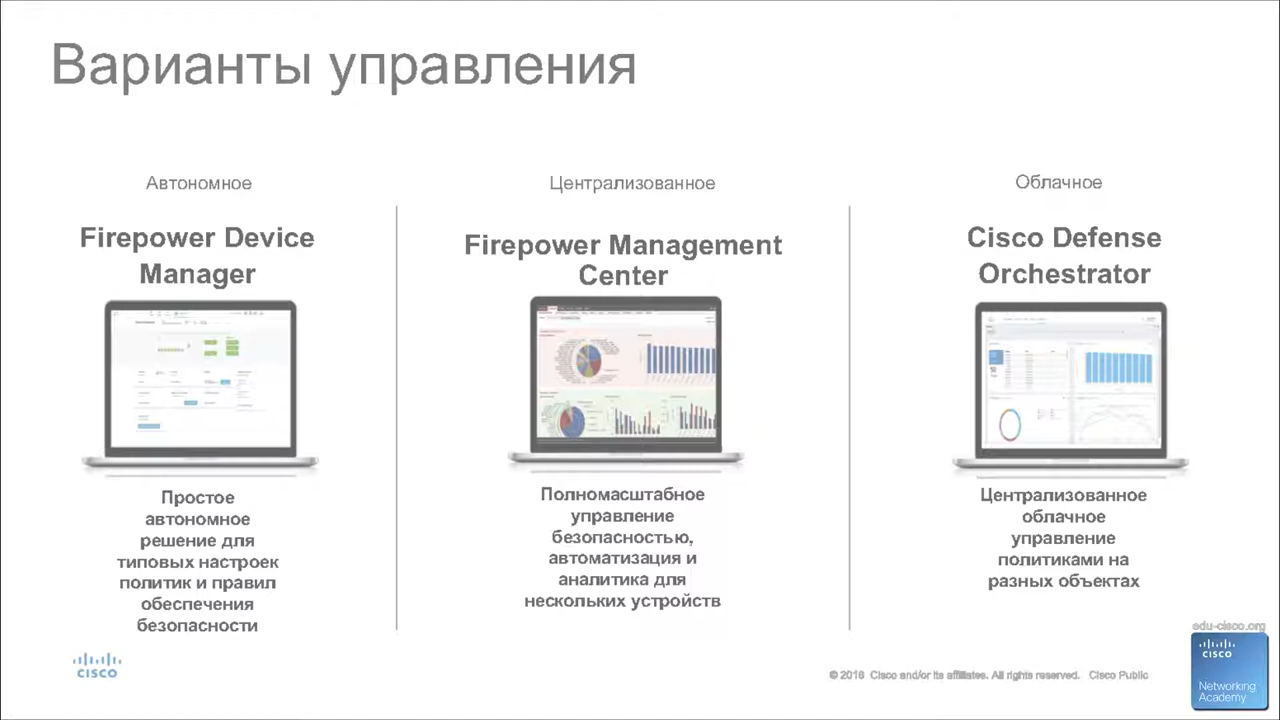 Варианты управления
Автономное
Firepower Device
Manager
Простое
автономное
решение для
типовых настроек
политик и правил
обеспечения
безопасности
Централизованное
Firepower Management
Center
Полномасштабное
управление
безопасностью,
автоматизация и
аналитика для
нескольких устройств
Облачное
Cisco Defense
Orchestrator
Централизованное
облачное
управление
политиками на
разных объектах
CISCO
© 2018 Cisco and/or its affiliates. All rights reserved. Cisco Public
edu-cisco.org
CISCO
Networking
Academy